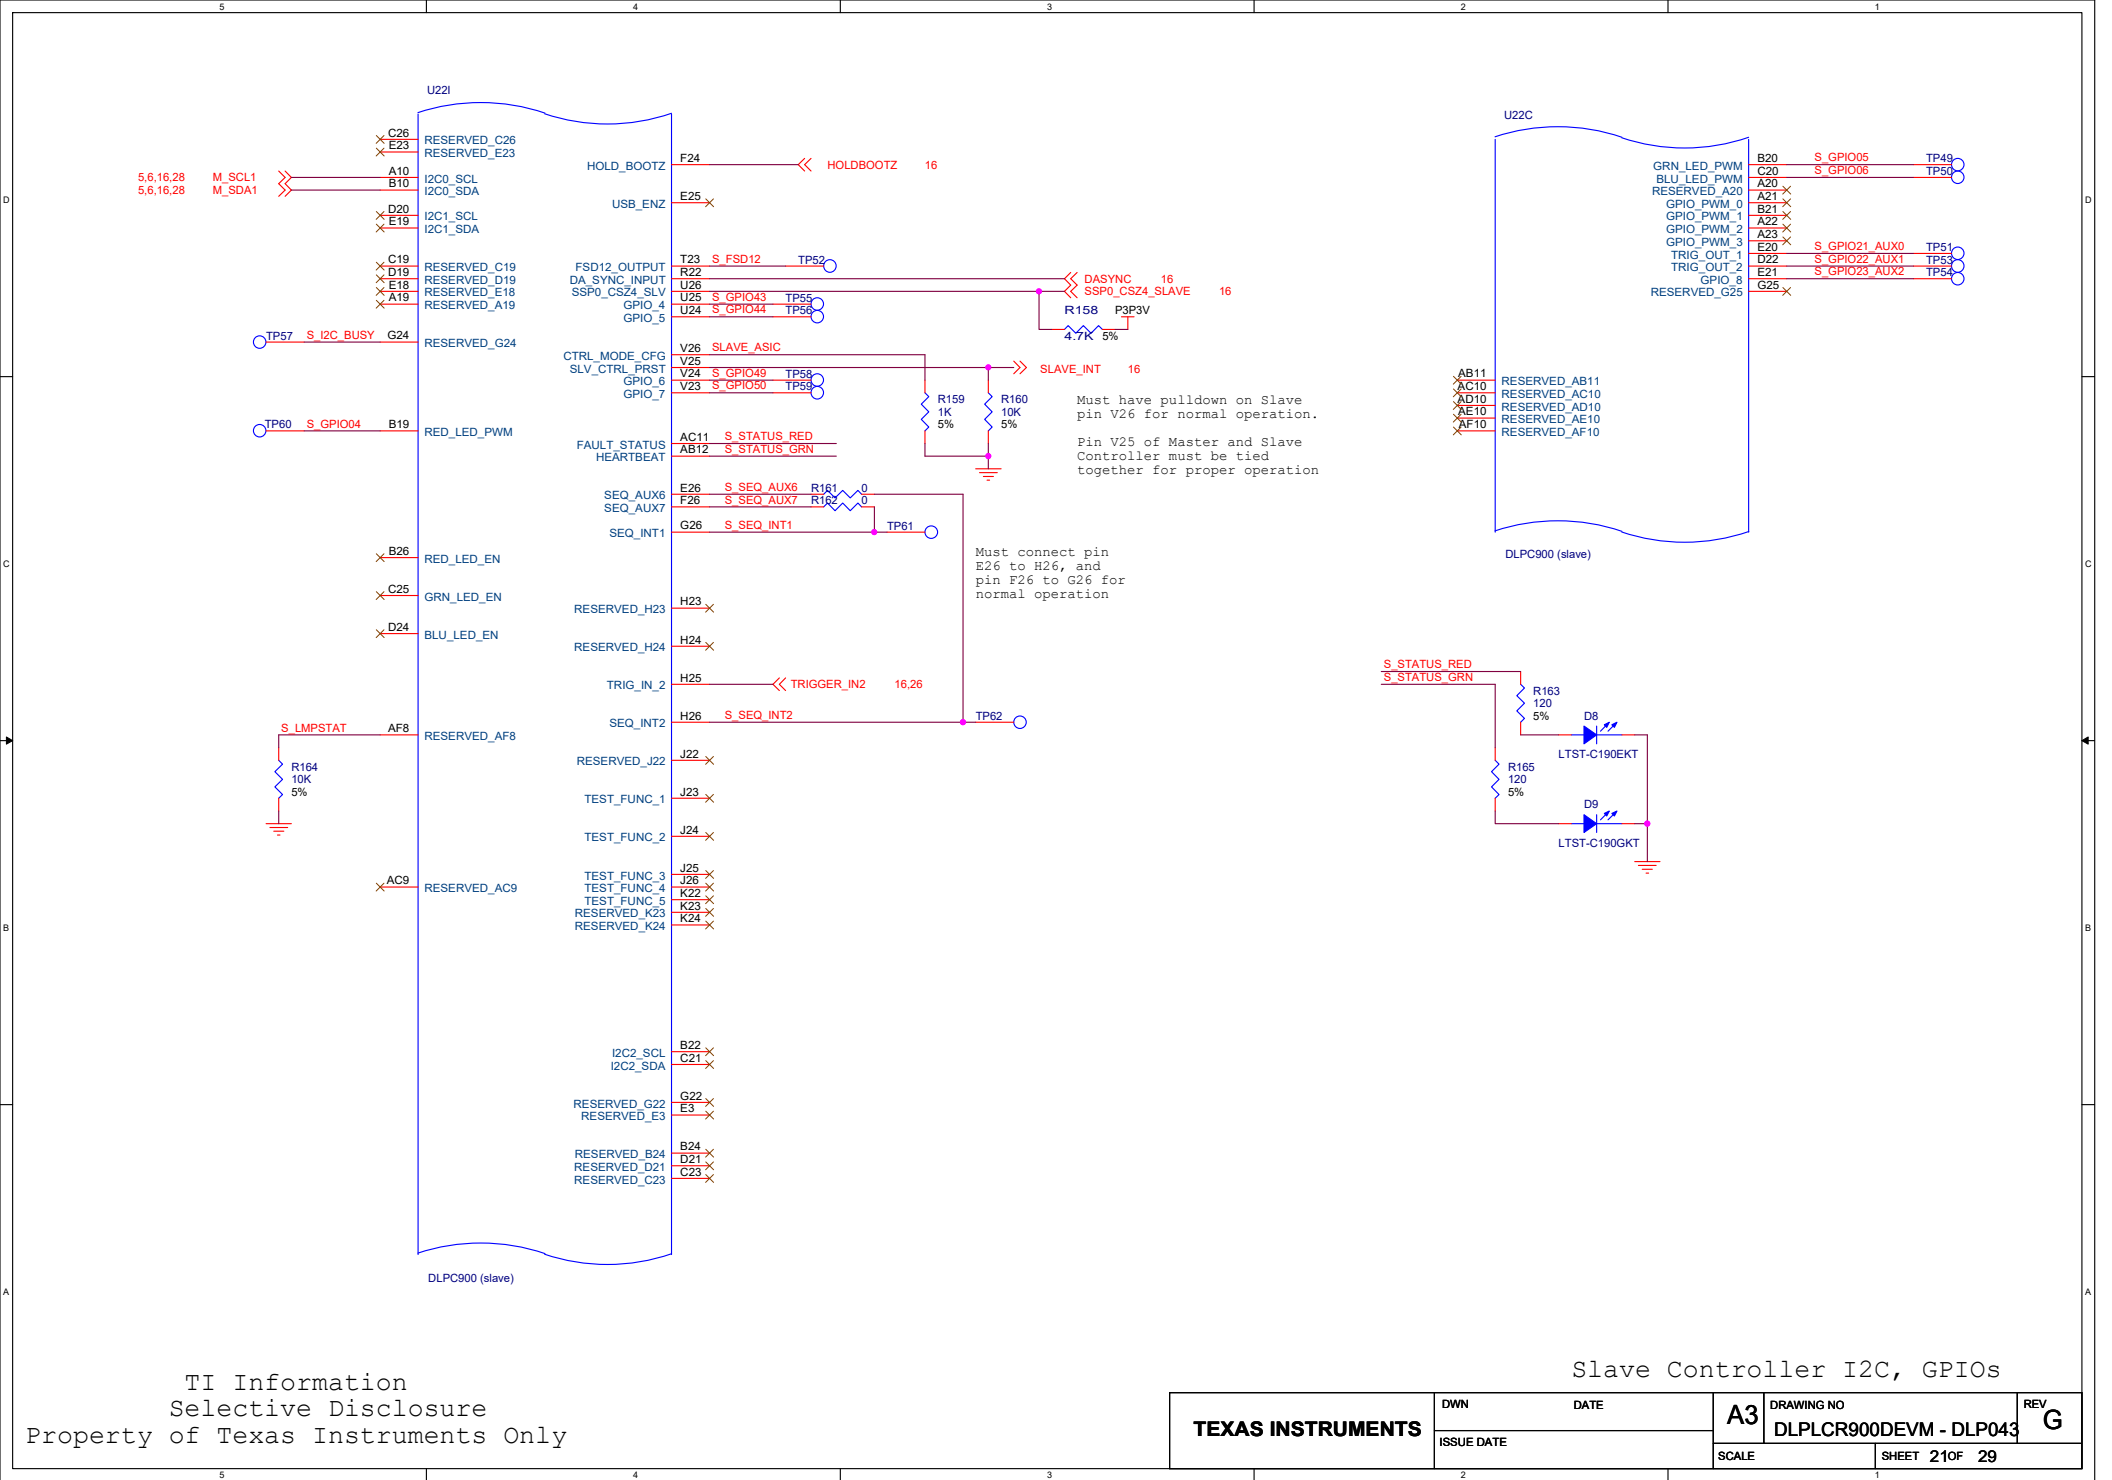 5 4 3 2 1
D
C
B
A
U22I
C26 RESERVED_C26
E23 RESERVED_E23
5,6,16,28 M_SCL1 A10 I2C0_SCL
5,6,16,28 M_SDA1 B10 I2C0_SDA
D20 I2C1_SCL
E19 I2C1_SDA
C19 RESERVED_C19
D19 RESERVED_D19
E18 RESERVED_E18
A19 RESERVED_A19
TP57 S_I2C_BUSY G24 RESERVED_G24
TP60 S_GPIO04 B19 RED_LED_PWM
B26 RED_LED_EN
C25 GRN_LED_EN
D24 BLU_LED_EN
S_LMPSTAT AF8 RESERVED_AF8
R164
10K
5%
AC9 RESERVED_AC9
HOLD_BOOTZ F24 HOLDBOOTZ 16
USB_ENZ E25
FSD12_OUTPUT T23 S_FSD12 TP52
DA_SYNC_INPUT R22 DASYNC 16
SSP0_CSZ4_SLV U26 SSP0_CSZ4_SLAVE 16
GPIO_4 U25 S_GPIO43 TP55
GPIO_5 U24 S_GPIO44 TP56
R158 P3P3V
4.7K 5%
CTRL_MODE_CFG V26 SLAVE_ASIC
SLV_CTRL_PRST V25 SLAVE_INT 16
GPIO_6 V24 S_GPIO49 TP58
GPIO_7 V23 S_GPIO50 TP59
R159
1K
5%
R160
10K
5%
Must have pulldown on Slave
pin V26 for normal operation.
Pin V25 of Master and Slave
Controller must be tied
together for proper operation
FAULT_STATUS AC11 S_STATUS_RED
HEARTBEAT AB12 S_STATUS_GRN
SEQ_AUX6 E26 S_SEQ_AUX6 R161 0
SEQ_AUX7 F26 S_SEQ_AUX7 R162 0
SEQ_INT1 G26 S_SEQ_INT1 TP61
Must connect pin
E26 to H26, and
pin F26 to G26 for
normal operation
RESERVED_H23 H23
RESERVED_H24 H24
TRIG_IN_2 H25 TRIGGER_IN2 16,26
SEQ_INT2 H26 S_SEQ_INT2 TP62
RESERVED_J22 J22
TEST_FUNC_1 J23
TEST_FUNC_2 J24
TEST_FUNC_3 J25
TEST_FUNC_4 J26
TEST_FUNC_5 K22
RESERVED_K23 K23
RESERVED_K24 K24
I2C2_SCL B22
I2C2_SDA C21
RESERVED_G22 G22
RESERVED_E3 E3
RESERVED_B24 B24
RESERVED_D21 D21
RESERVED_C23 C23
DLPC900 (slave)
U22C
GRN_LED_PWM B20 S_GPIO05 TP49
BLU_LED_PWM C20 S_GPIO06 TP50
RESERVED_A20 A20
GPIO_PWM_0 A21
GPIO_PWM_1 B21
GPIO_PWM_2 A22
GPIO_PWM_3 A23
TRIG_OUT_1 E20 S_GPIO21_AUX0 TP51
TRIG_OUT_2 D22 S_GPIO22_AUX1 TP53
GPIO_8 E21 S_GPIO23_AUX2 TP54
RESERVED_G25 G25
AB11 RESERVED_AB11
AC10 RESERVED_AC10
AD10 RESERVED_AD10
AE10 RESERVED_AE10
AF10 RESERVED_AF10
DLPC900 (slave)
S_STATUS_RED
S_STATUS_GRN
R163
120
5%
D8
LTST-C190EKT
R165
120
5%
D9
LTST-C190GKT
D
C
B
A
TI Information
Selective Disclosure
Property of Texas Instruments Only
Slave Controller I2C, GPIOs
TEXAS INSTRUMENTS
DWN DATE
ISSUE DATE
A3
DRAWING NO
DLPLCR900DEVM - DLP043
REV
G
SCALE
SHEET 21OF 29
5 4 3 2 1